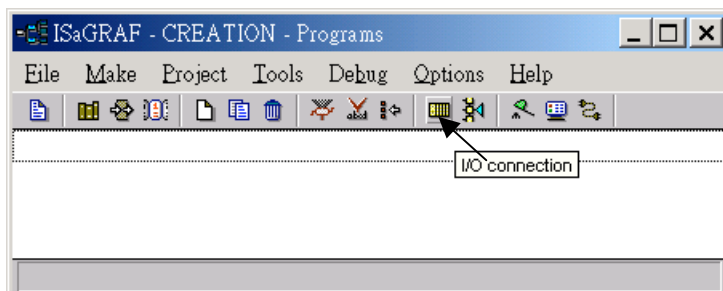 ISaGRAF - CREATION - Programs
File Make Project Tools Debug Options Help
I/O connection